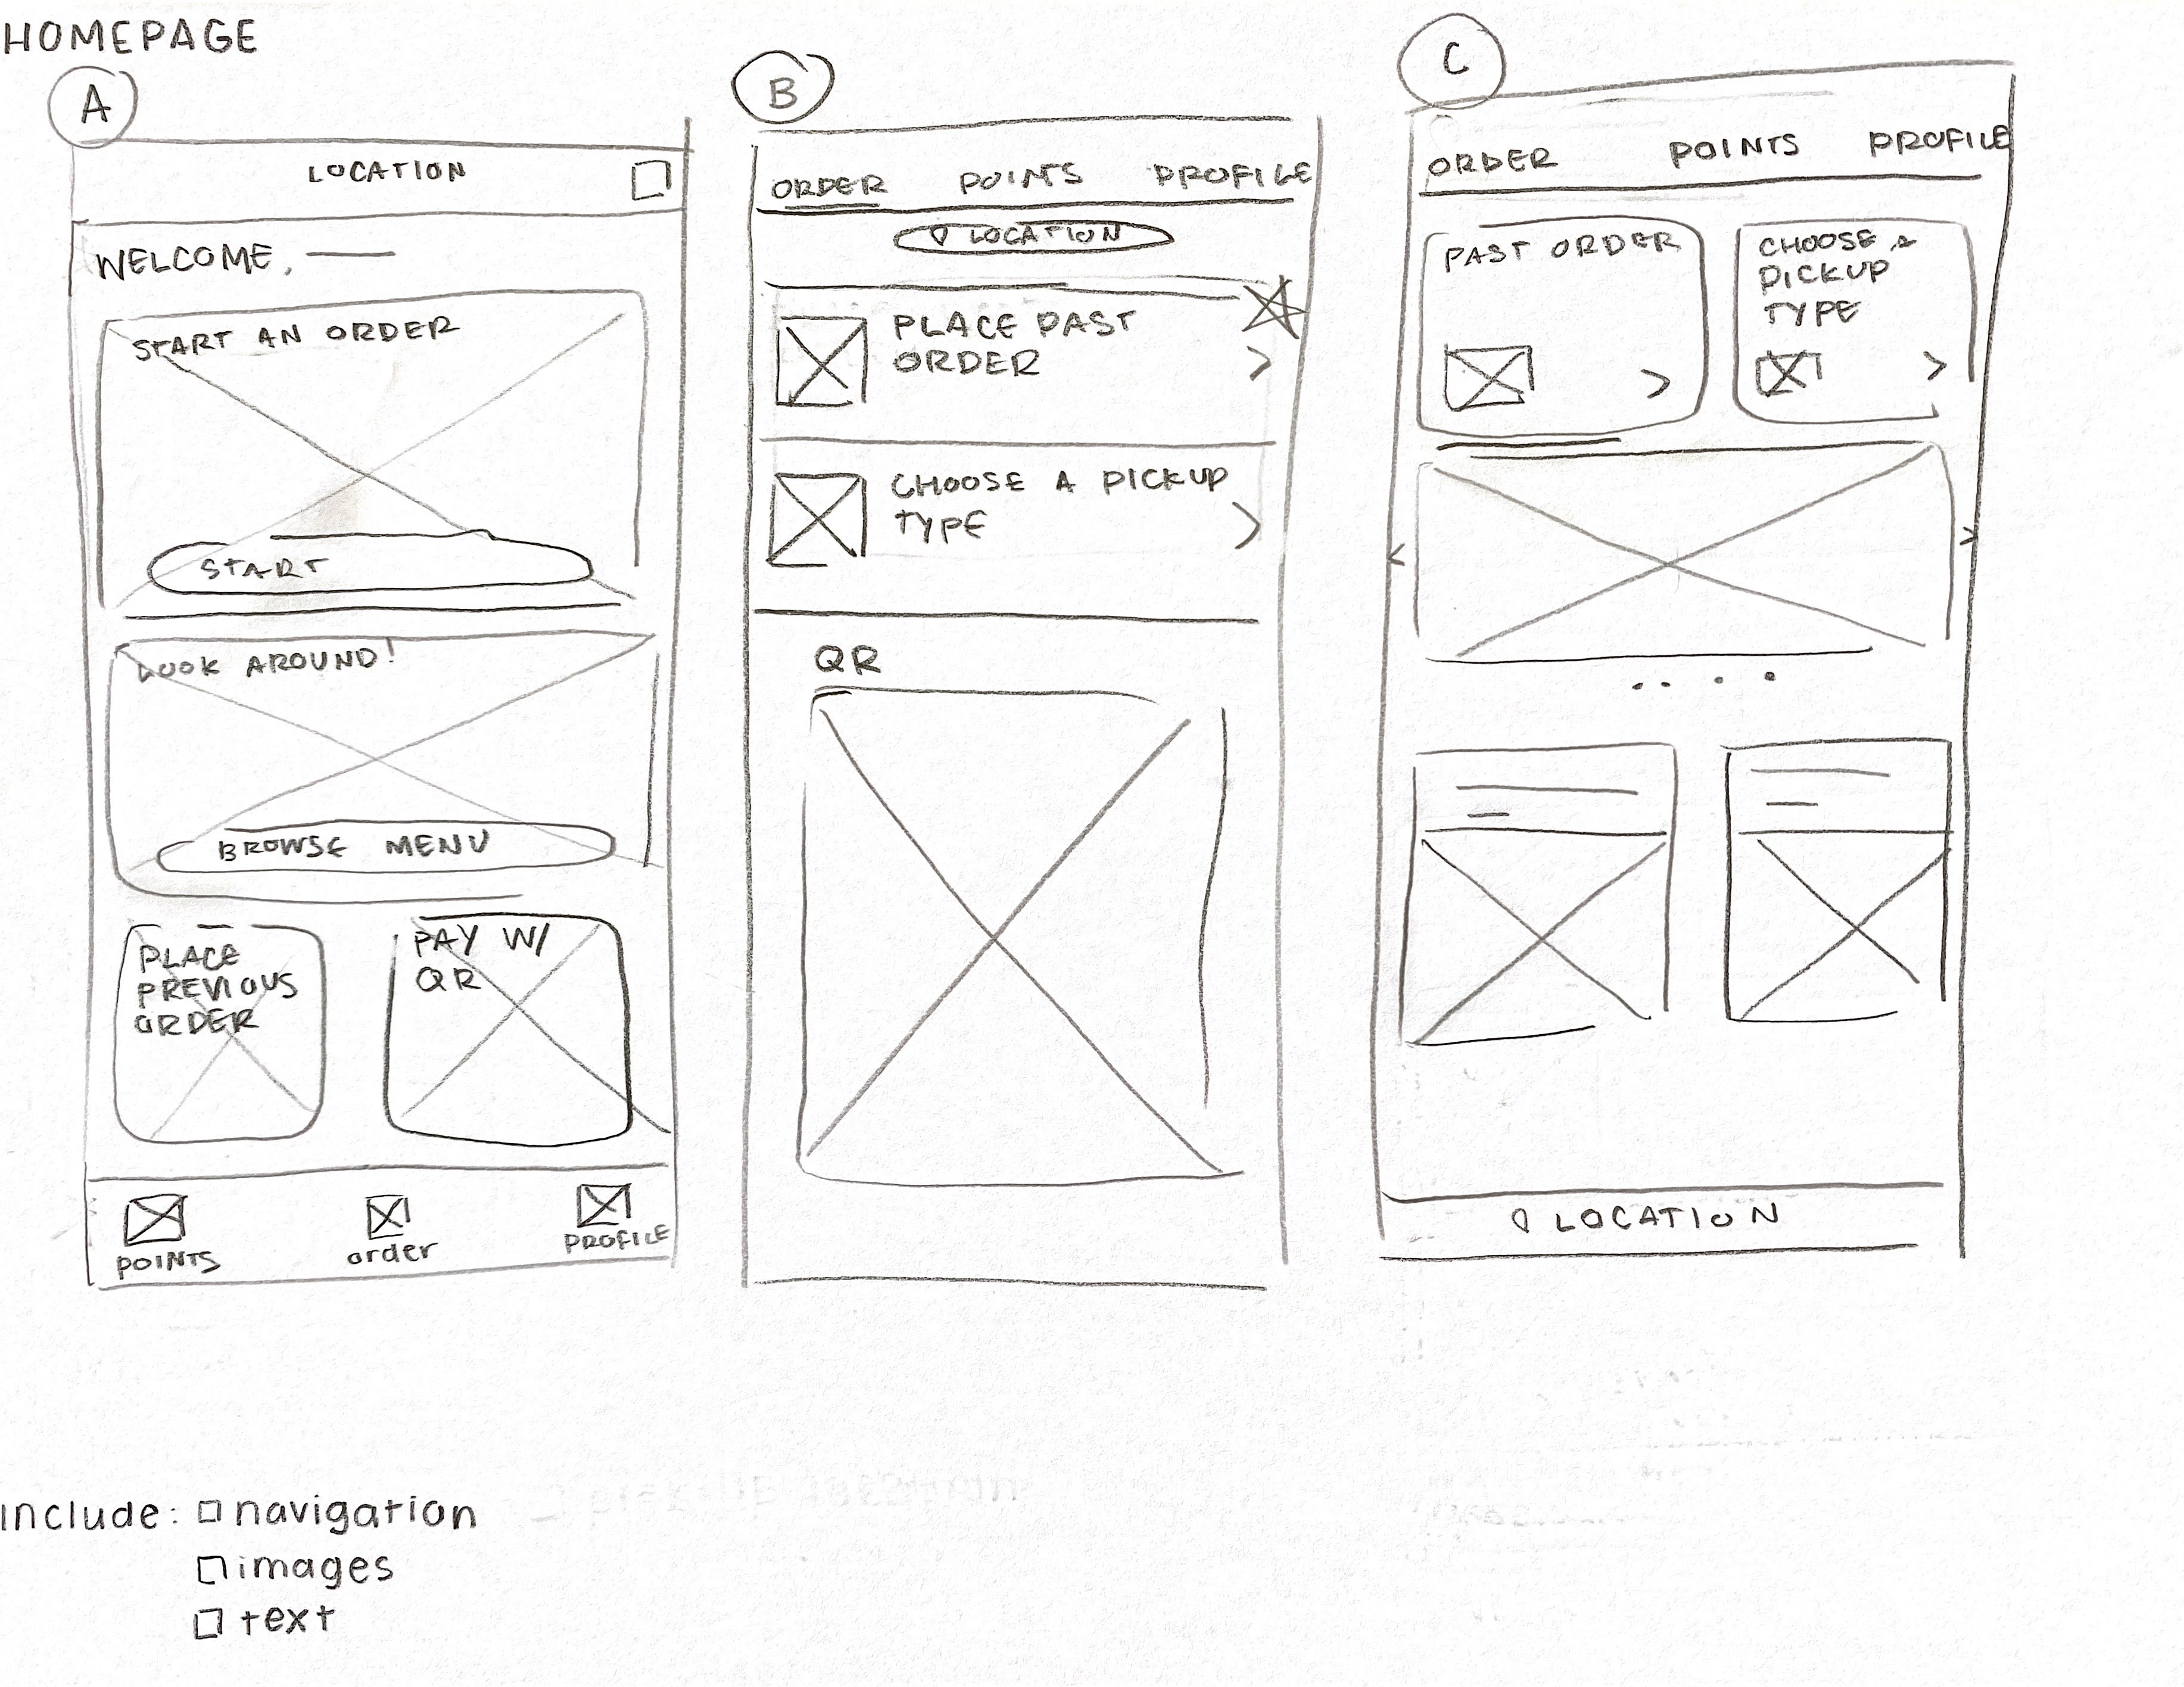 HOMEPAGE
A
LOCATION
WELCOME,
START AN ORDER
START
LOOK AROUND!
BROWSE MENU
PLACE
PREVIOUS
ORDER
PAY W/
QR
POINTS
order
PROFILE
B
ORDER POINTS PROFILE
LOCATION
PLACE PAST
ORDER
>
CHOOSE A PICKUP
TYPE
>
QR
C
ORDER POINTS PROFILE
PAST ORDER
>
CHOOSE A
PICKUP
TYPE
>
< >
LOCATION
include: navigation
images
text